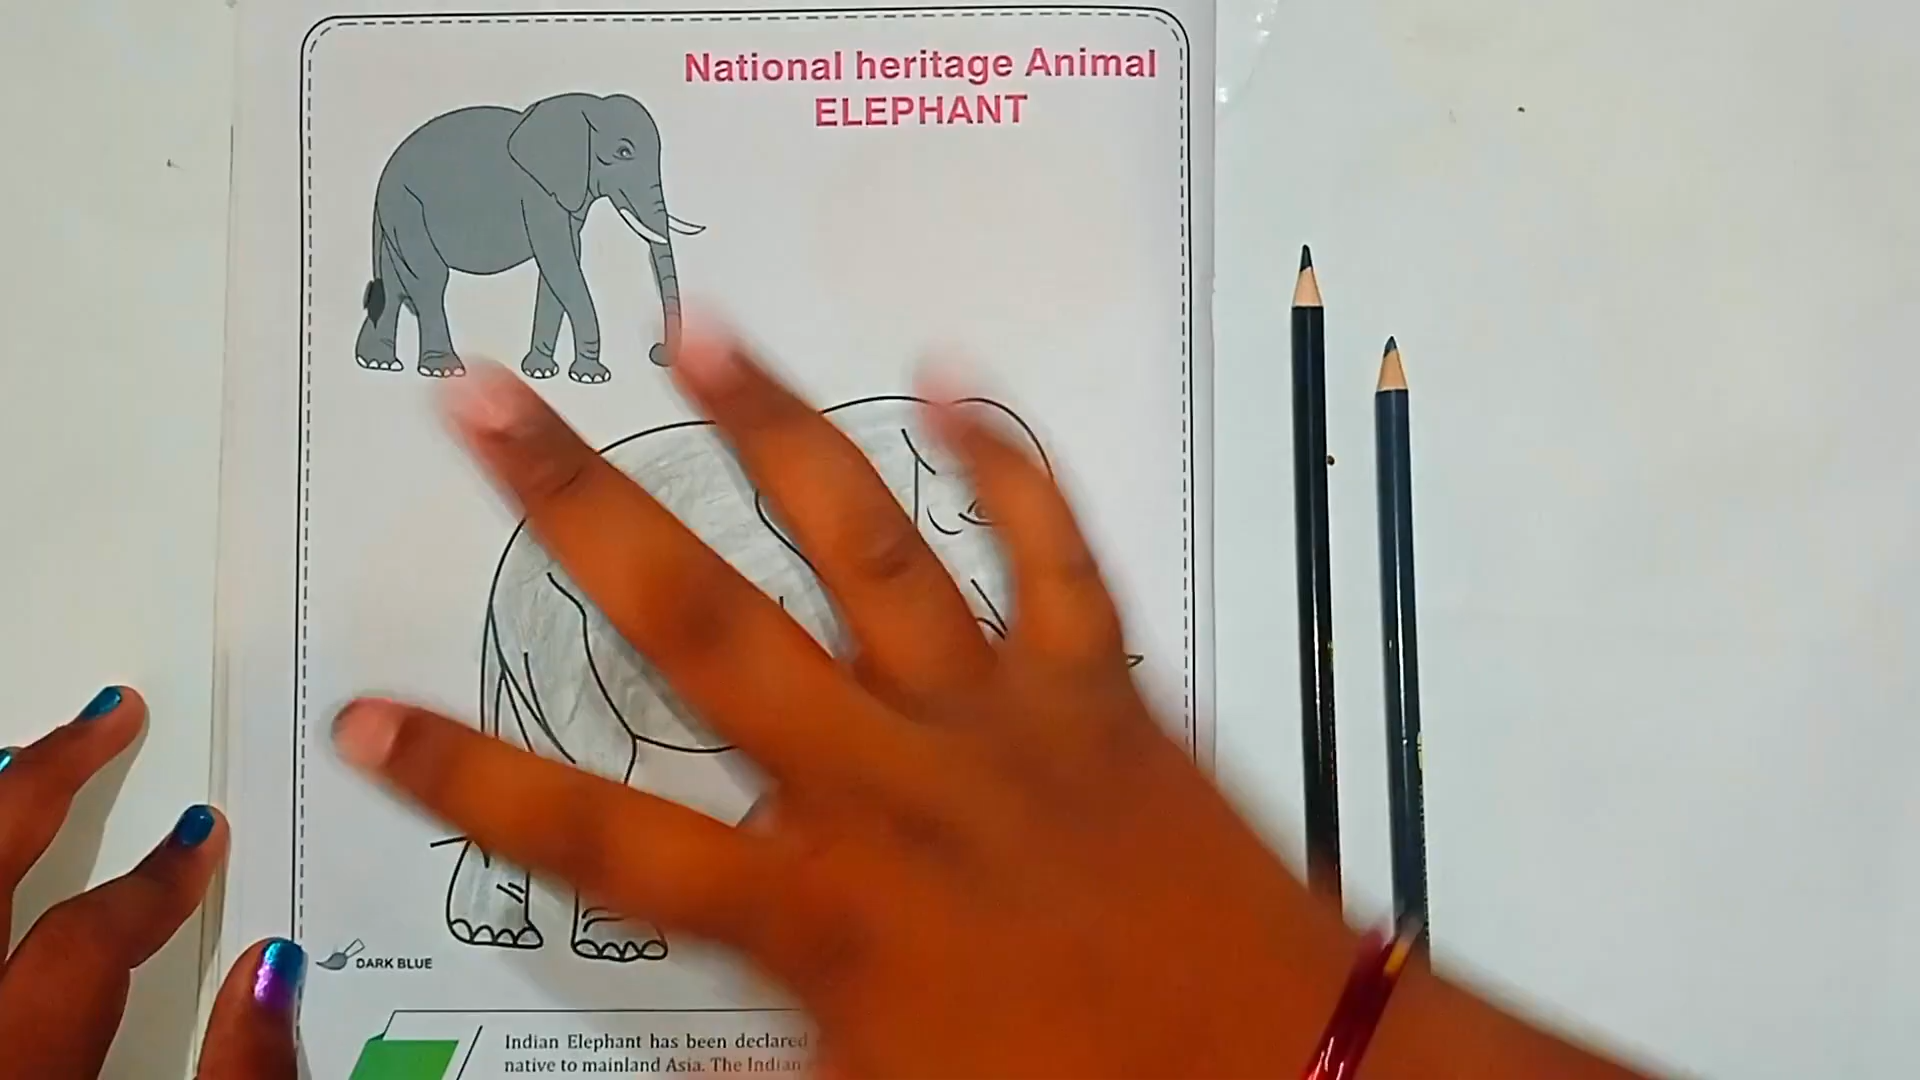 National heritage Animal
ELEPHANT
DARK BLUE
Indian Elephant has been declared
native to mainland Asia. The Indian